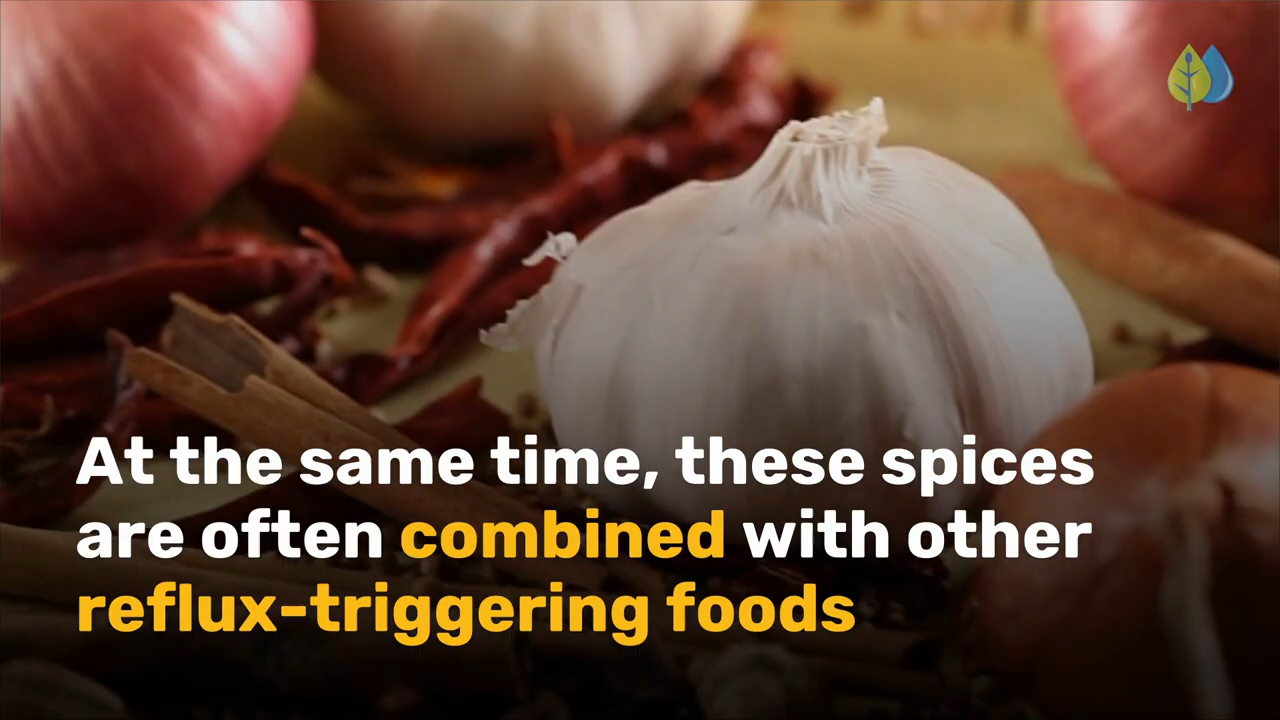 At the same time, these spices
are often combined with other
reflux-triggering foods